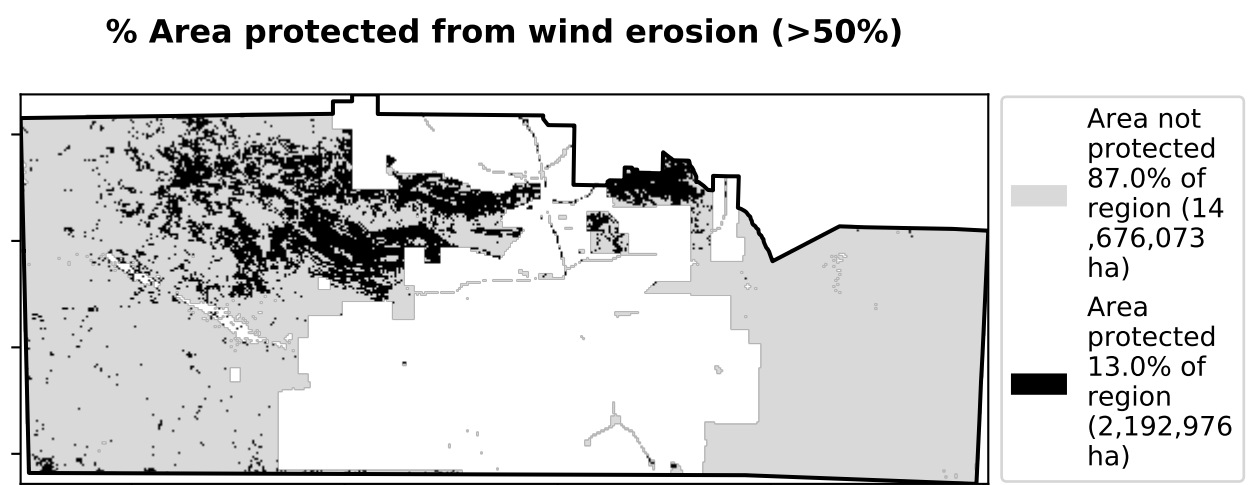 % Area protected from wind erosion (>50%)
Area not
protected
87.0% of
region (14
,676,073
ha)
Area
protected
13.0% of
region
(2,192,976
ha)